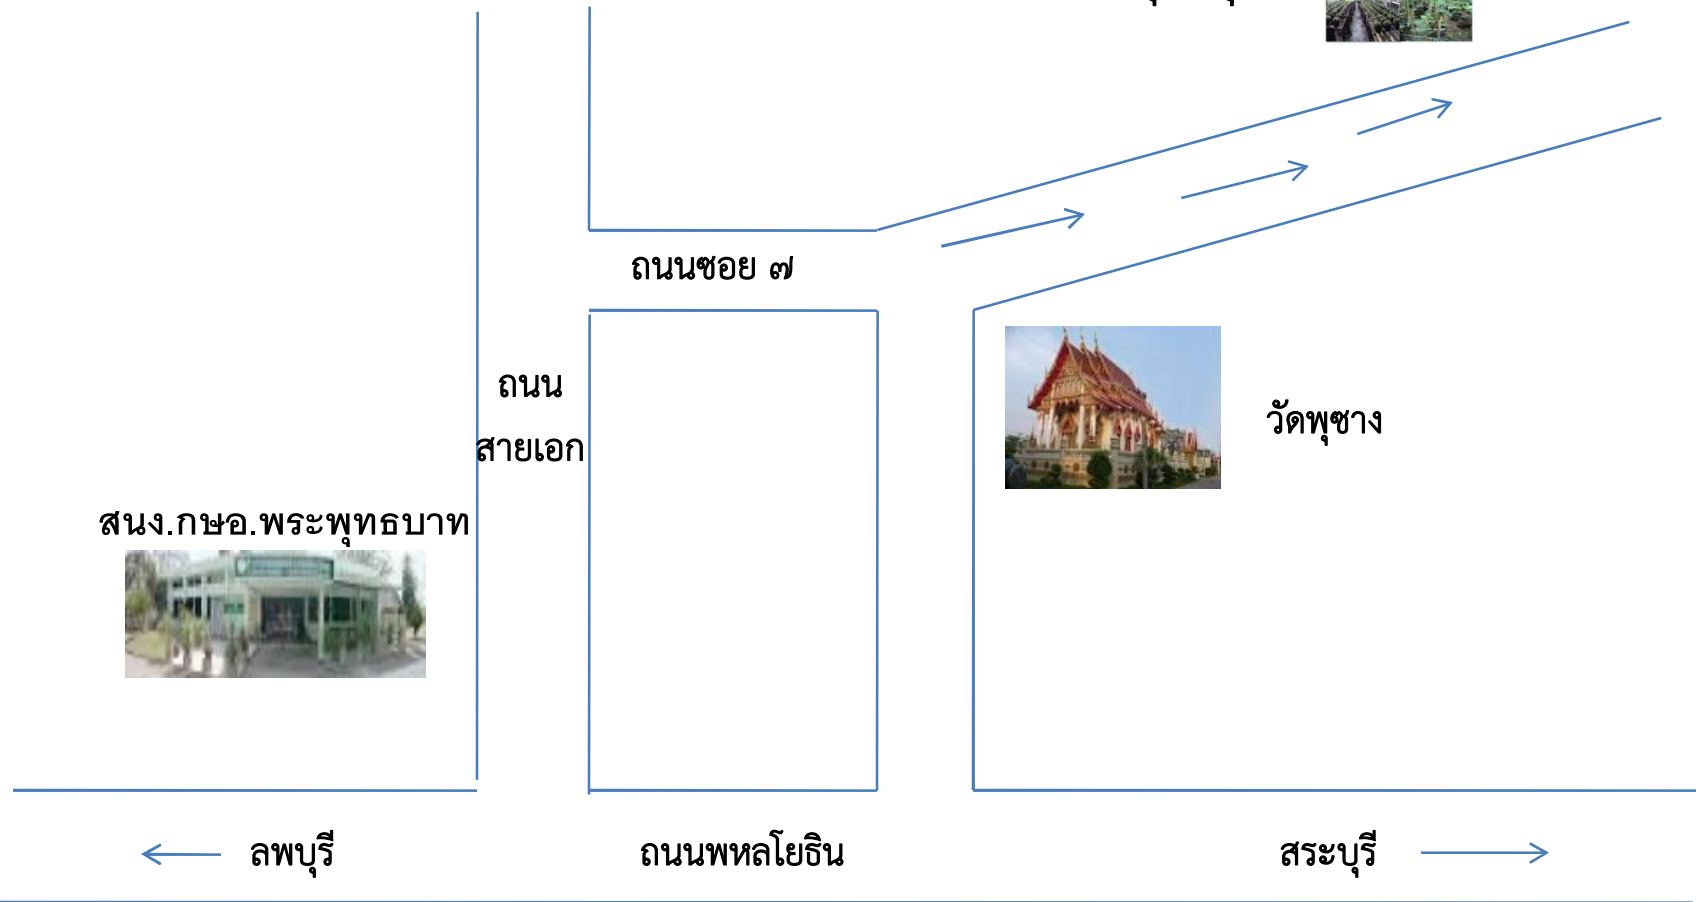 ถนนซอย ๗
ถนน
สายเอก
วัดพุซาง
สนง.กษอ.พระพุทธบาท
ลพบุรี
ถนนพหลโยธิน
สระบุรี